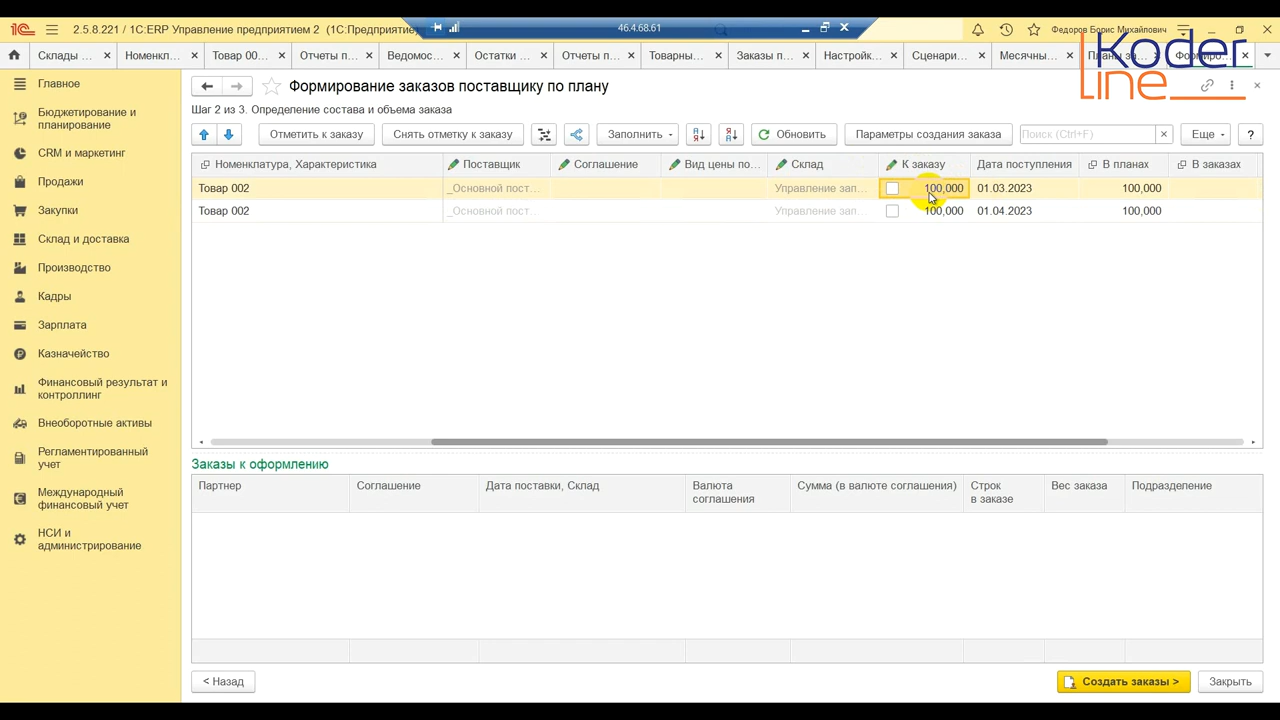 2.5.8.221 / 1С:ERP Управление предприятием 2 (1С:Предприятие)
46.4.68.61
Федоров Борис Михайлович
Koder
line
Склады ...
Номенкл...
Товар 00...
Отчеты п...
Ведомос...
Остатки ...
Отчеты п...
Товарны...
Заказы п...
Настройк...
Сценари...
Месячны...
Формирование заказов поставщику по плану
Шаг 2 из 3. Определение состава и объема заказа
Отметить к заказу
Снять отметку к заказу
Заполнить
Обновить
Параметры создания заказа
Поиск (Ctrl+F)
Еще
?
Номенклатура, Характеристика
Поставщик
Соглашение
Вид цены по...
Склад
К заказу
Дата поступления
В планах
В заказах
Товар 002
_Основной пост...
Управление зап...
100,000
01.03.2023
100,000
Товар 002
_Основной пост...
Управление зап...
100,000
01.04.2023
100,000
Заказы к оформлению
Партнер
Соглашение
Дата поставки, Склад
Валюта
соглашения
Сумма (в валюте соглашения)
Строк
в заказе
Вес заказа
Подразделение
< Назад
Создать заказы >
Закрыть
Главное
Бюджетирование и
планирование
CRM и маркетинг
Продажи
Закупки
Склад и доставка
Производство
Кадры
Зарплата
Казначейство
Финансовый результат и
контроллинг
Внеоборотные активы
Регламентированный
учет
Международный
финансовый учет
НСИ и
администрирование